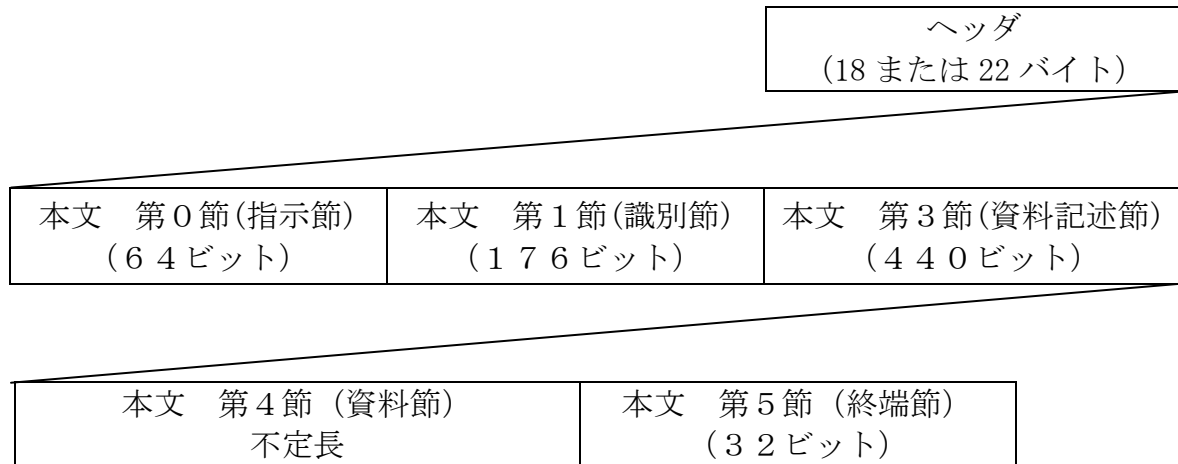 ヘッダ
(18 または 22 バイト)
本文　第０節(指示節)
(６４ビット)
本文　第１節(識別節)
(１７６ビット)
本文　第３節(資料記述節)
(４４０ビット)
本文　第４節 (資料節)
不定長
本文　第５節 (終端節)
(３２ビット)